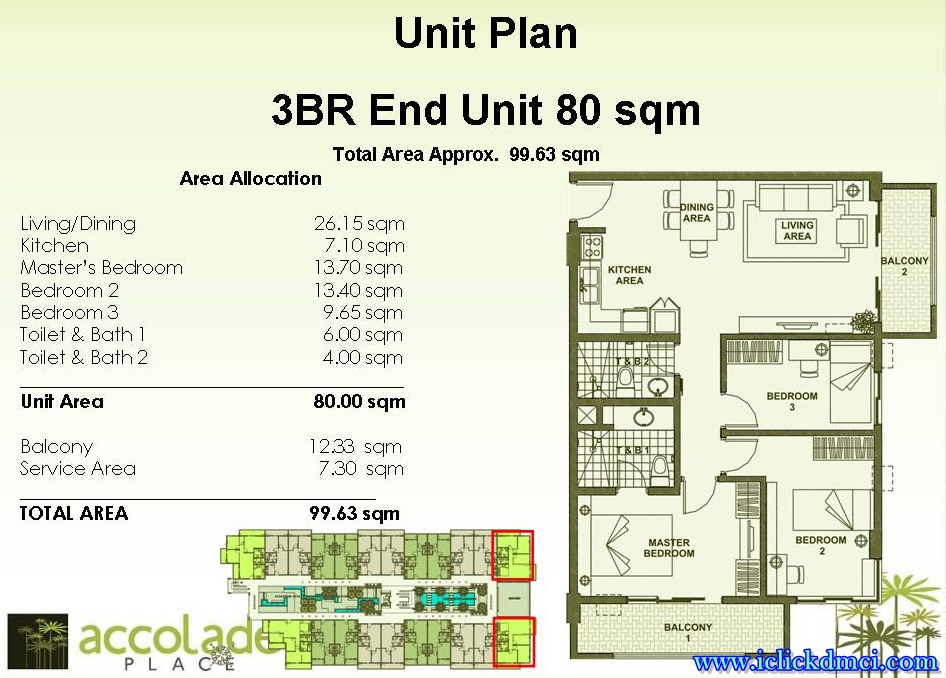 Unit Plan
3BR End Unit 80 sqm
Total Area Approx. 99.63 sqm
Area Allocation
Living/Dining 26.15 sqm
Kitchen 7.10 sqm
Master's Bedroom 13.70 sqm
Bedroom 2 13.40 sqm
Bedroom 3 9.65 sqm
Toilet & Bath 1 6.00 sqm
Toilet & Bath 2 4.00 sqm
Unit Area 80.00 sqm
Balcony 12.33 sqm
Service Area 7.30 sqm
TOTAL AREA 99.63 sqm
DINING
AREA
LIVING
AREA
BALCONY
2
KITCHEN
AREA
T & B 2
BEDROOM
3
T & B 1
MASTER
BEDROOM
BEDROOM
2
BALCONY
1
accolade
PLACE
www.iclickdmci.com